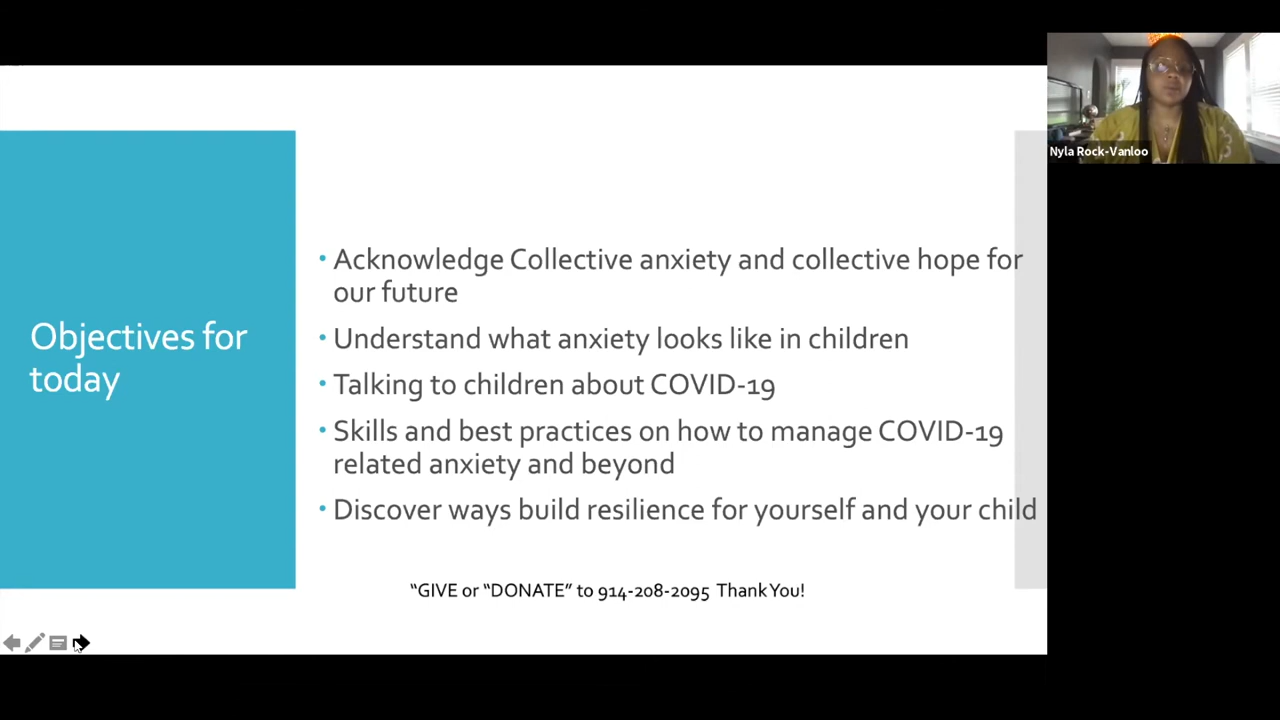 Objectives for
today
• Acknowledge Collective anxiety and collective hope for
our future
• Understand what anxiety looks like in children
• Talking to children about COVID-19
• Skills and best practices on how to manage COVID-19
related anxiety and beyond
• Discover ways build resilience for yourself and your child
“GIVE or “DONATE” to 914-208-2095 Thank You!
Nyla Rock-Vanloo